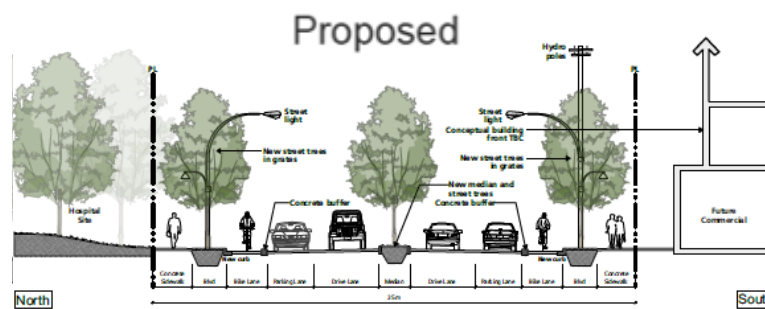 Proposed
Hydro
poles
PL
PL
Street
light
Street
light
Conceptual building
front TBC
New street trees
in grates
New street trees
in grates
New median and
street trees
Concrete buffer
Concrete buffer
Hospital
Site
Future
Commercial
New curb
New curb
Concrete
Sidewalk
Blvd
Bike Lane
Parking Lane
Drive Lane
Median
Drive Lane
Parking Lane
Bike Lane
Blvd
Concrete
Sidewalk
35m
North
Sout